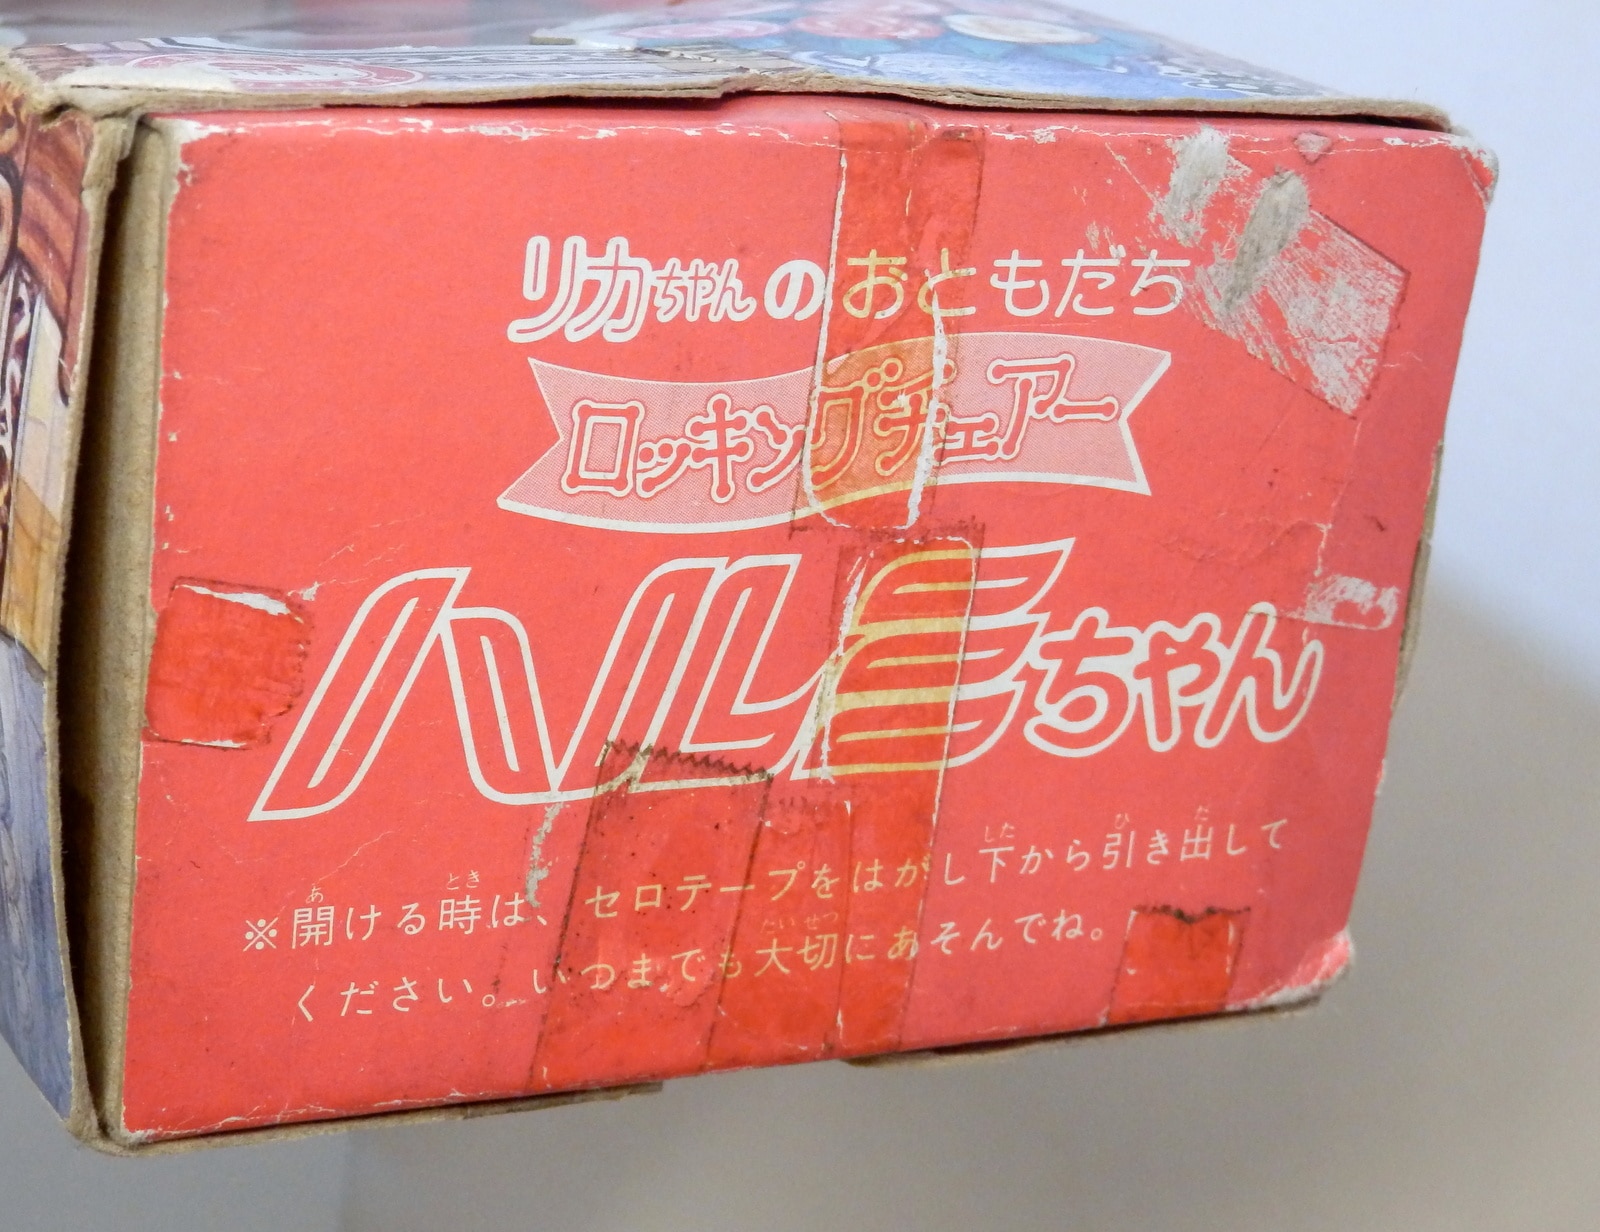 リカちゃんのおともだち
ロッキングチェアー
ハルミちゃん
※開ける時は、セロテープをはがし下から引き出して
ください。いつまでも大切にあそんでね。